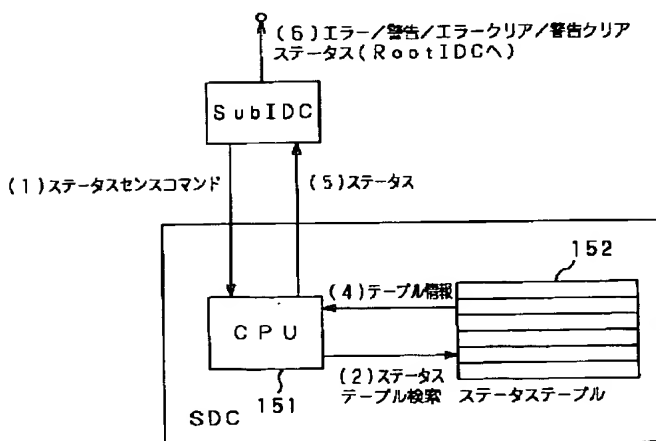 (6)エラー/警告/エラークリア/警告クリア
ステータス(RootIDCへ)
SubIDC
(1)ステータスセンスコマンド
(5)ステータス
152
(4)テーブル情報
CPU
(2)ステータス
テーブル検索
ステータステーブル
151
SDC